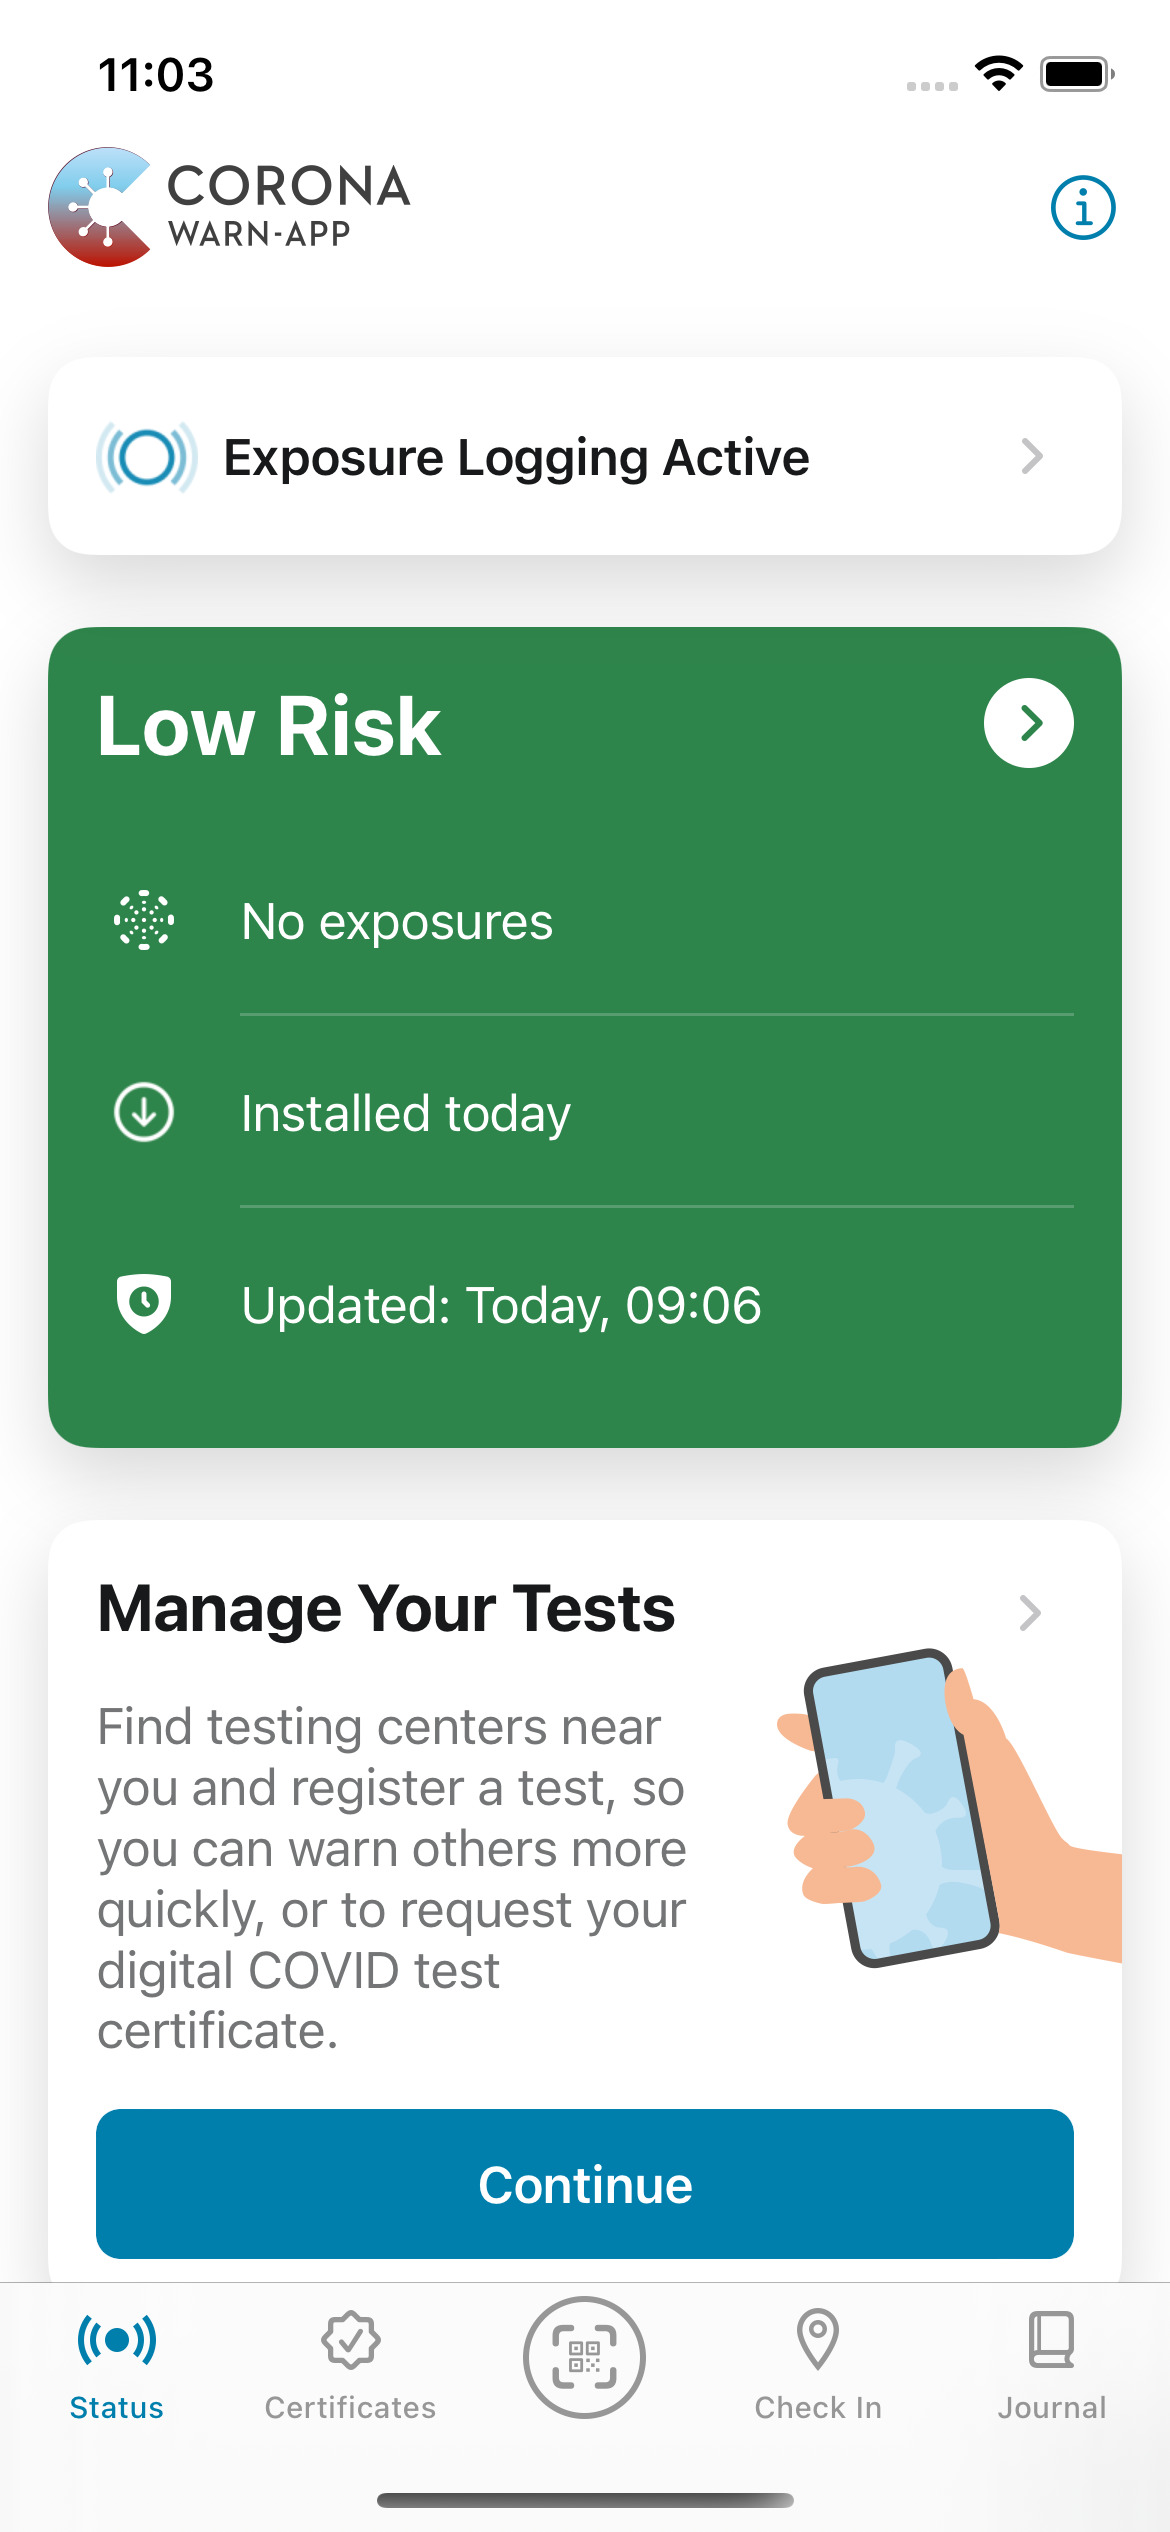 11:03
CORONA
WARN-APP
Exposure Logging Active
Low Risk
No exposures
Installed today
Updated: Today, 09:06
Manage Your Tests
Find testing centers near
you and register a test, so
you can warn others more
quickly, or to request your
digital COVID test
certificate.
Continue
Status
Certificates
Check In
Journal